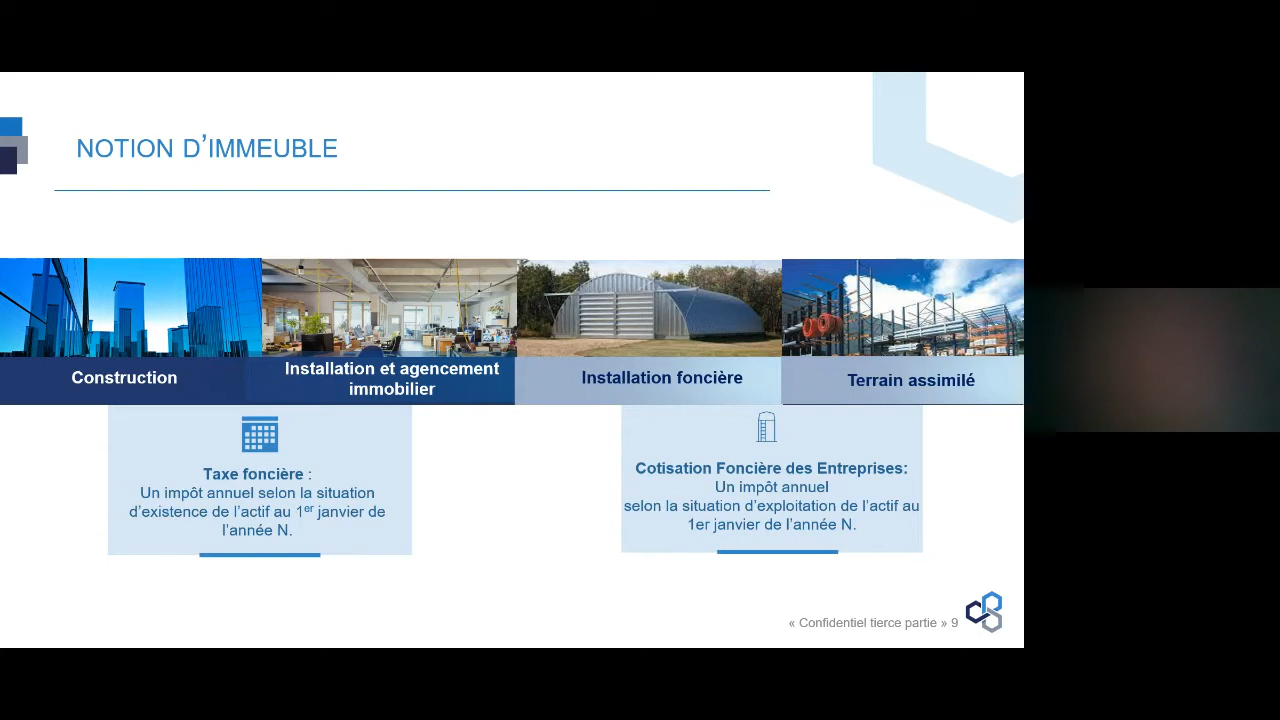 NOTION D’IMMEUBLE
Construction
Installation et agencement
immobilier
Installation foncière
Terrain assimilé
Taxe foncière :
Un impôt annuel selon la situation
d’existence de l’actif au 1er janvier de
l’année N.
Cotisation Foncière des Entreprises:
Un impôt annuel
selon la situation d’exploitation de l’actif au
1er janvier de l’année N.
« Confidentiel tierce partie » 9